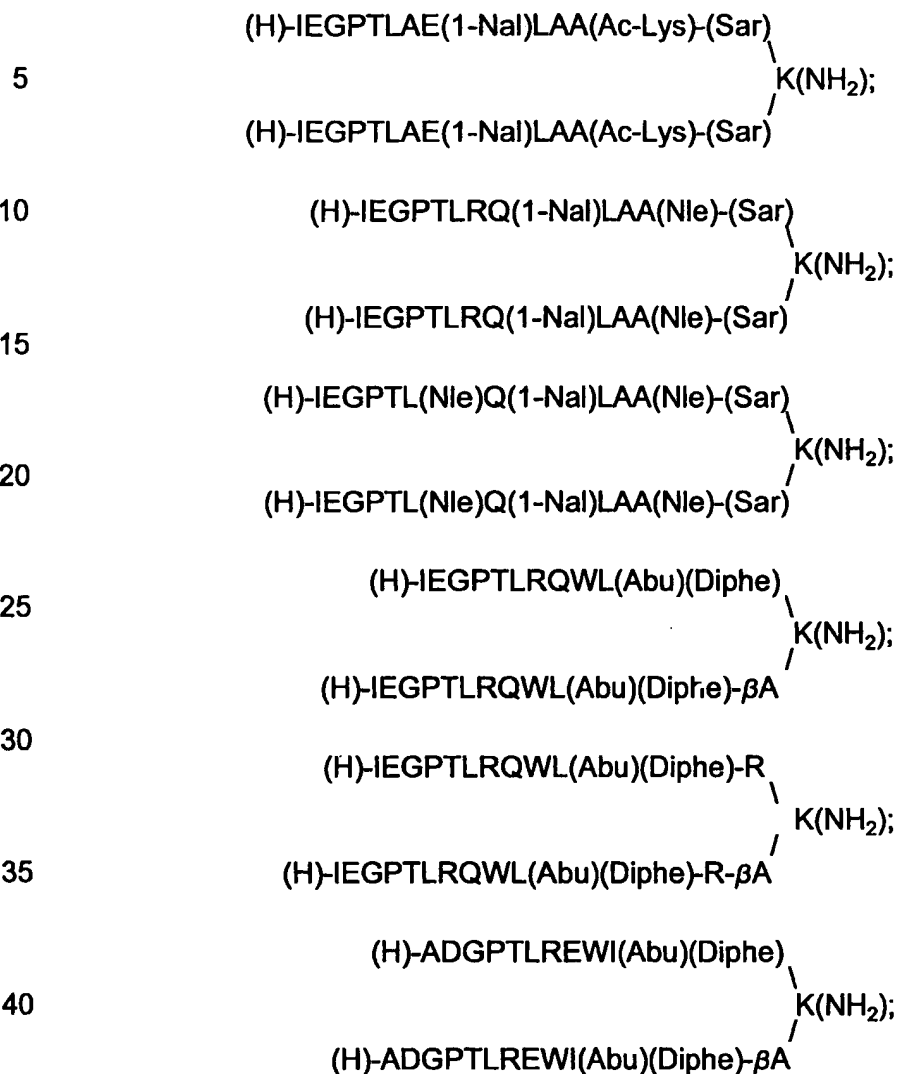 (H)-IEGPTLAE(1-Nal)LAA(Ac-Lys)-(Sar)
5 K(NH2);
(H)-IEGPTLAE(1-Nal)LAA(Ac-Lys)-(Sar)
10 (H)-IEGPTLRQ(1-Nal)LAA(Nle)-(Sar)
K(NH2);
(H)-IEGPTLRQ(1-Nal)LAA(Nle)-(Sar)
15
(H)-IEGPTL(Nle)Q(1-Nal)LAA(Nle)-(Sar)
K(NH2);
20
(H)-IEGPTL(Nle)Q(1-Nal)LAA(Nle)-(Sar)
(H)-IEGPTLRQWL(Abu)(Diphe)
25
K(NH2);
(H)-IEGPTLRQWL(Abu)(Diphe)-βA
30
(H)-IEGPTLRQWL(Abu)(Diphe)-R
K(NH2);
35 (H)-IEGPTLRQWL(Abu)(Diphe)-R-βA
(H)-ADGPTLREWI(Abu)(Diphe)
40 K(NH2);
(H)-ADGPTLREWI(Abu)(Diphe)-βA